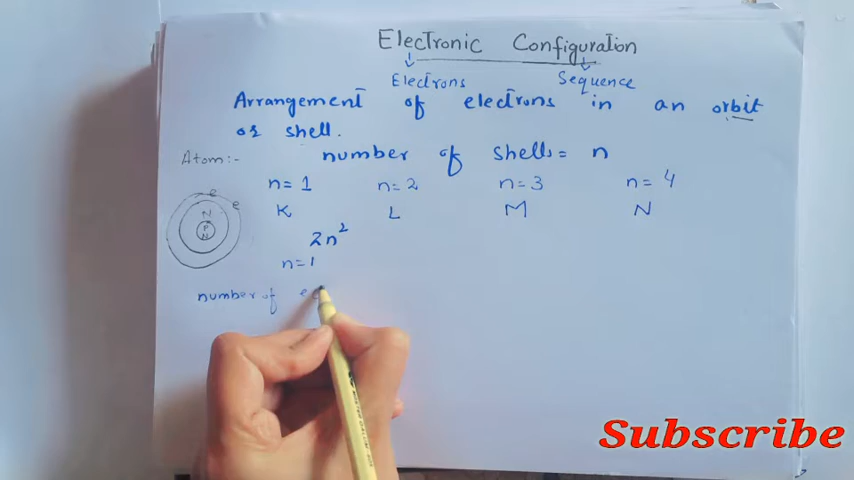 Electronic Configuration
Electrons Sequence
Arrangement of electrons in an orbit
or shell.
Atom:- number of shells = n
n=1 n=2 n=3 n=4
K L M N
e
e
N
P
N
2n²
n=1
number of
Subscribe